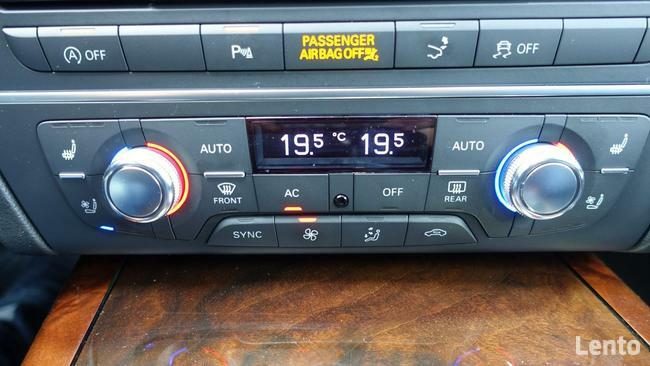 OFF
P
PASSENGER
AIRBAG OFF
OFF
AUTO
19.5 °C 19.5
AUTO
FRONT
AC
OFF
REAR
SYNC
Lento